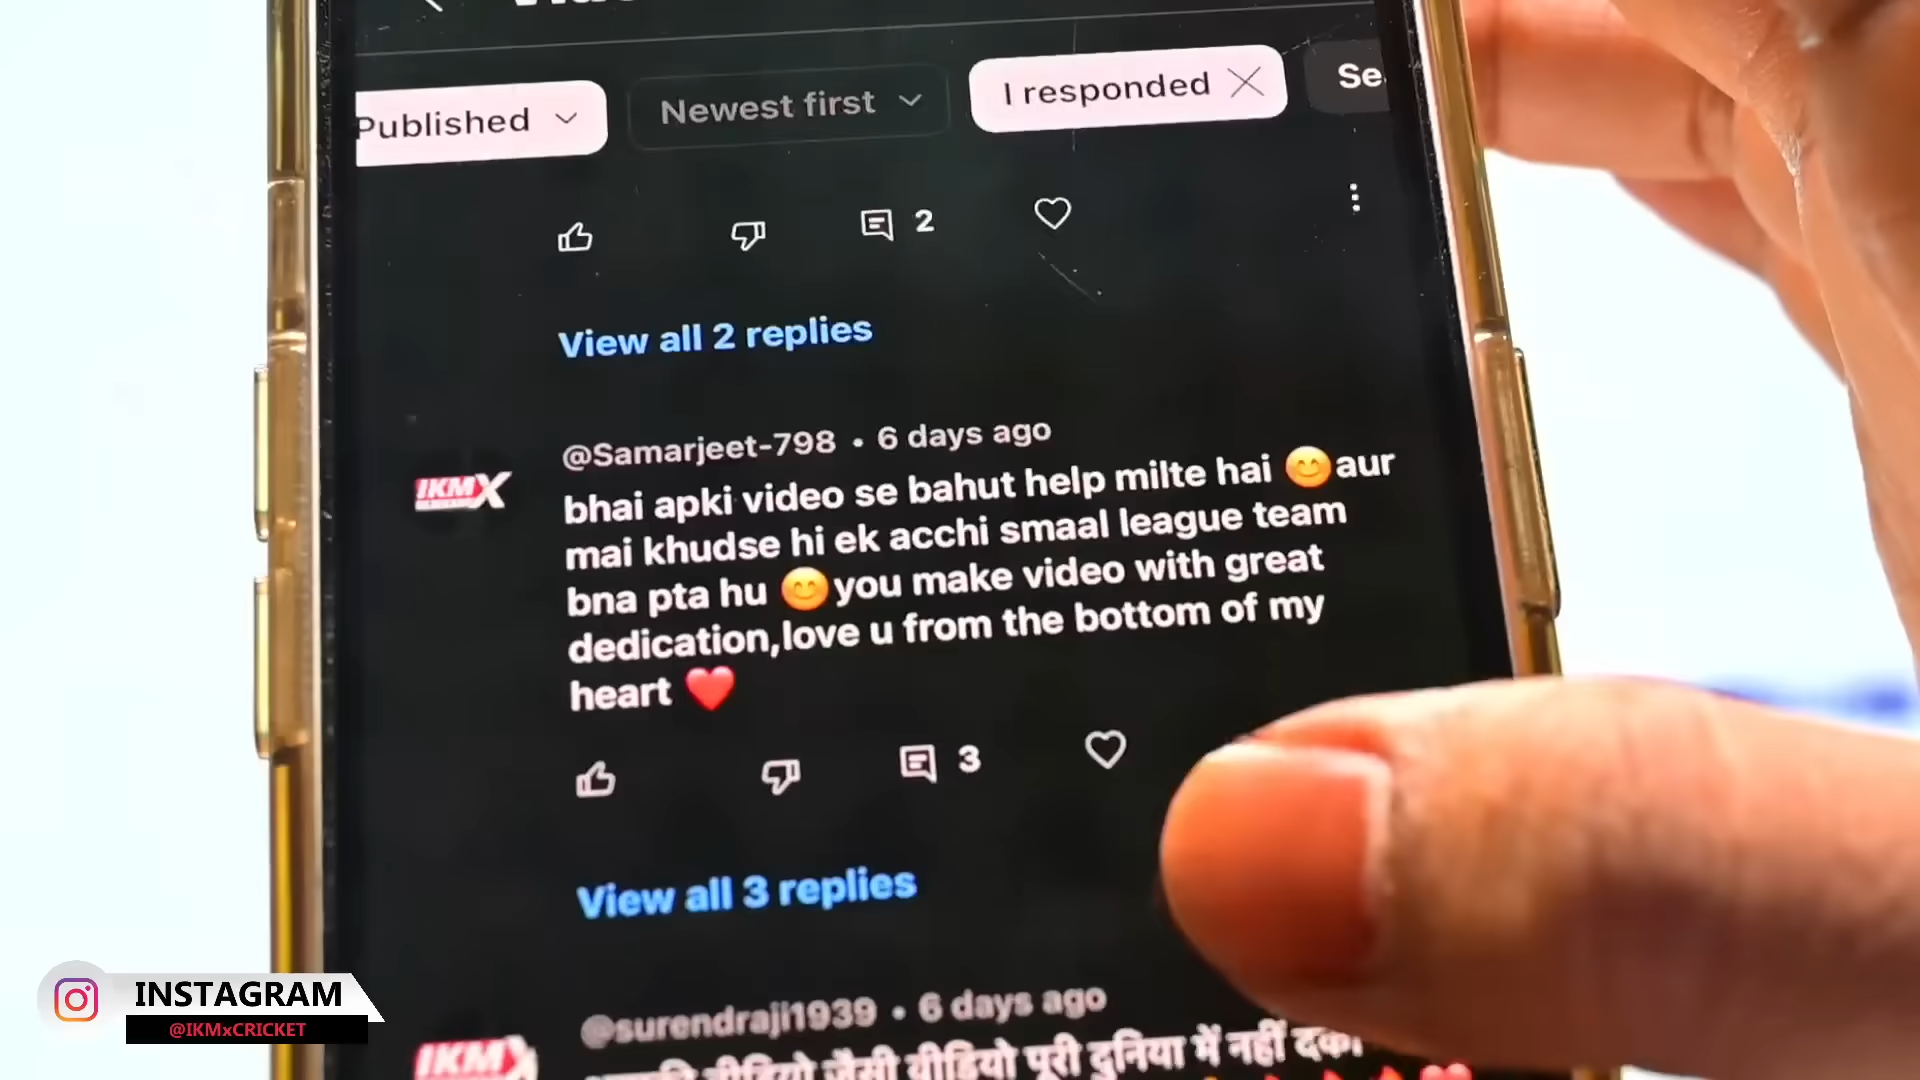 Published
Newest first
I responded
Se
2
View all 2 replies
@Samarjeet-798 • 6 days ago
IKMX
bhai apki video se bahut help milte hai 😊aur
mai khudse hi ek acchi smaal league team
bna pta hu 😊you make video with great
dedication,love u from the bottom of my
heart ❤️
3
View all 3 replies
@surendraji1939 • 6 days ago
IKMX
वीडियो जैसी वीडियो पूरी दुनिया में नहीं
INSTAGRAM
@IKMxCRICKET